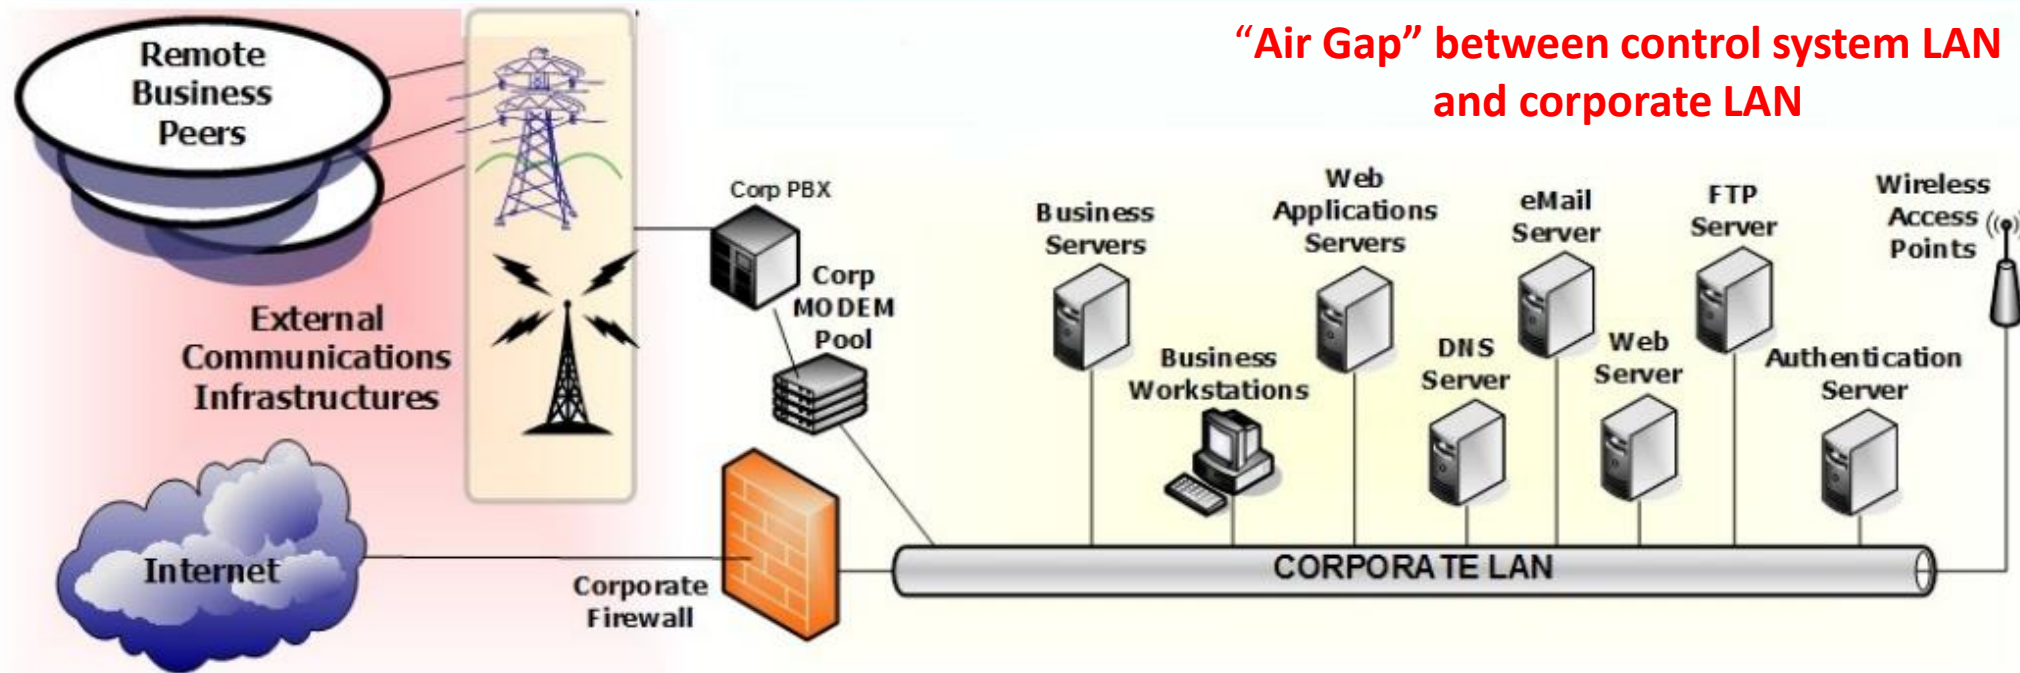 “Air Gap” between control system LAN
and corporate LAN
Remote
Business
Peers
External
Communications
Infrastructures
Internet
Corp PBX
Corp
MODEM
Pool
Corporate
Firewall
Business
Servers
Business
Workstations
Web
Applications
Servers
DNS
Server
eMail
Server
Web
Server
FTP
Server
Authentication
Server
Wireless
Access
Points
CORPORATE LAN